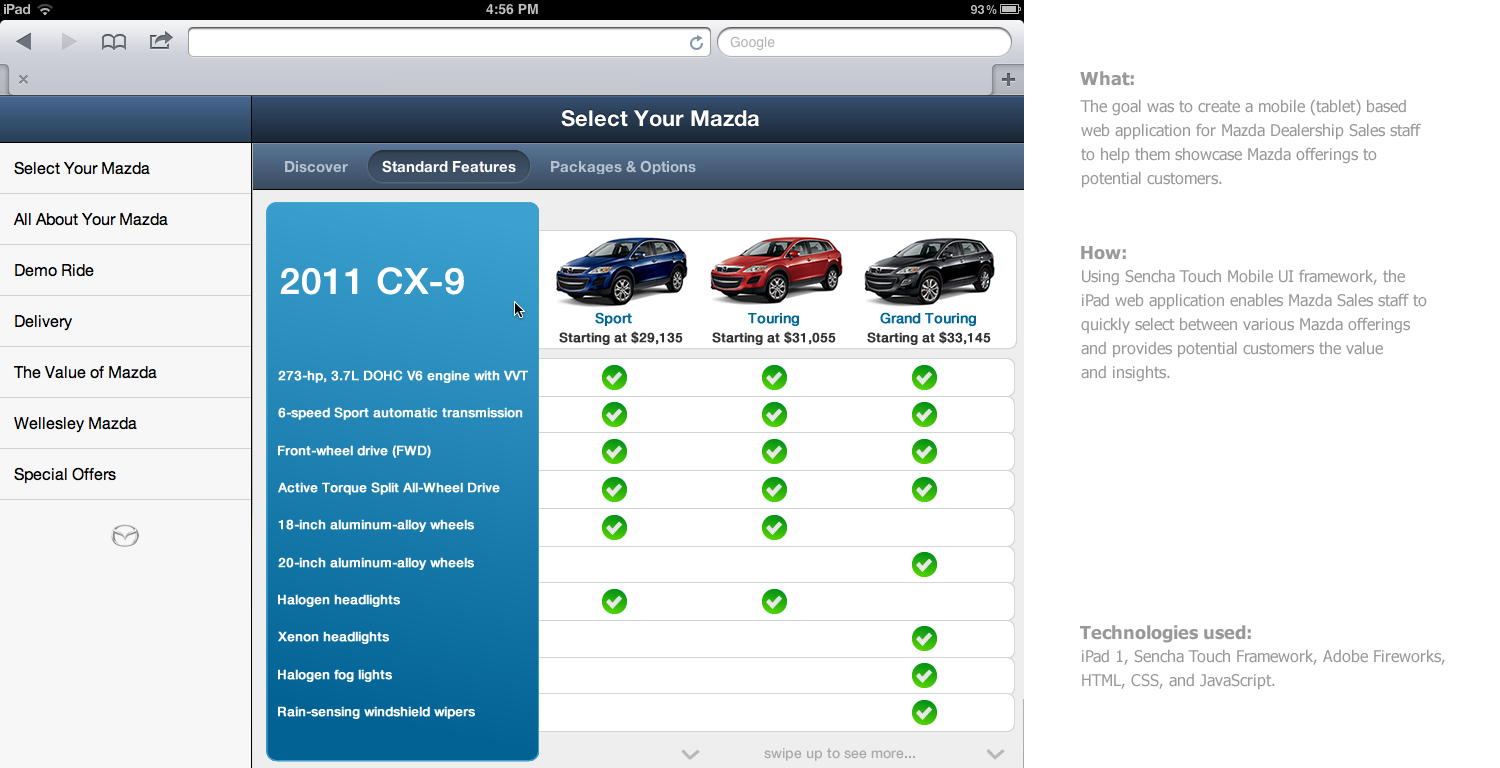 iPad
4:56 PM
93%
Google
Select Your Mazda
Select Your Mazda
All About Your Mazda
Demo Ride
Delivery
The Value of Mazda
Wellesley Mazda
Special Offers
Discover
Standard Features
Packages & Options
2011 CX-9
Sport
Starting at $29,135
Touring
Starting at $31,055
Grand Touring
Starting at $33,145
273-hp, 3.7L DOHC V6 engine with VVT
6-speed Sport automatic transmission
Front-wheel drive (FWD)
Active Torque Split All-Wheel Drive
18-inch aluminum-alloy wheels
20-inch aluminum-alloy wheels
Halogen headlights
Xenon headlights
Halogen fog lights
Rain-sensing windshield wipers
swipe up to see more...
What:
The goal was to create a mobile (tablet) based
web application for Mazda Dealership Sales staff
to help them showcase Mazda offerings to
potential customers.
How:
Using Sencha Touch Mobile UI framework, the
iPad web application enables Mazda Sales staff to
quickly select between various Mazda offerings
and provides potential customers the value
and insights.
Technologies used:
iPad 1, Sencha Touch Framework, Adobe Fireworks,
HTML, CSS, and JavaScript.